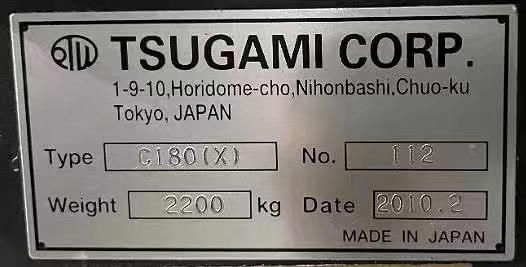 TSUGAMI CORP.
1-9-10,Horidome-cho,Nihonbashi,Chuo-ku
Tokyo, JAPAN
Type C180(X) No. 112
Weight 2200 kg Date 2010.2
MADE IN JAPAN